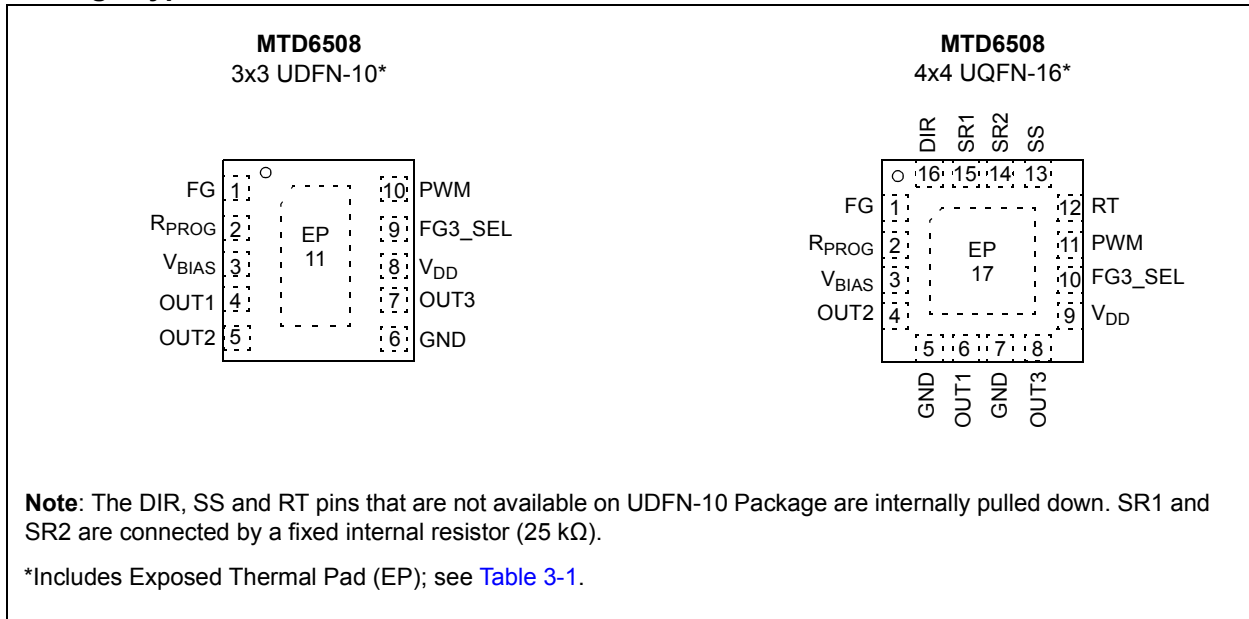 MTD6508
3x3 UDFN-10*
FG 1
RPROG 2
VBIAS 3
OUT1 4
OUT2 5
EP
11
10 PWM
9 FG3_SEL
8 VDD
7 OUT3
6 GND
MTD6508
4x4 UQFN-16*
DIR SR1 SR2 SS
16 15 14 13
FG 1
RPROG 2
VBIAS 3
OUT2 4
EP
17
12 RT
11 PWM
10 FG3_SEL
9 VDD
5 6 7 8
GND OUT1 GND OUT3
Note: The DIR, SS and RT pins that are not available on UDFN-10 Package are internally pulled down. SR1 and
SR2 are connected by a fixed internal resistor (25 kΩ).
*Includes Exposed Thermal Pad (EP); see Table 3-1.